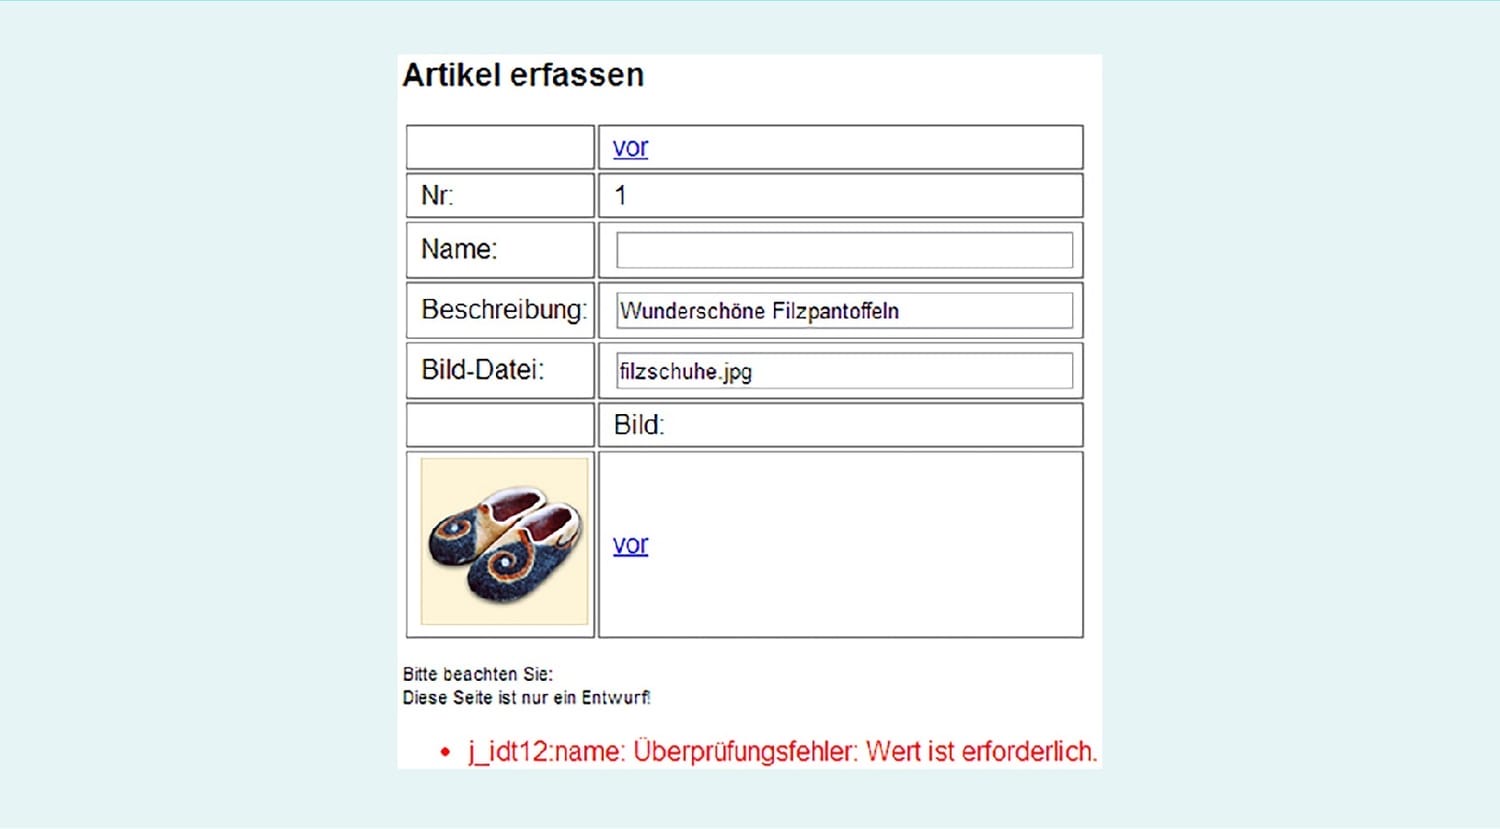 Artikel erfassen
vor
Nr: 1
Name:
Beschreibung: Wunderschöne Filzpantoffeln
Bild-Datei: filzschuhe.jpg
Bild:
vor
Bitte beachten Sie:
Diese Seite ist nur ein Entwurf!
• j_idt12:name: Überprüfungsfehler: Wert ist erforderlich.